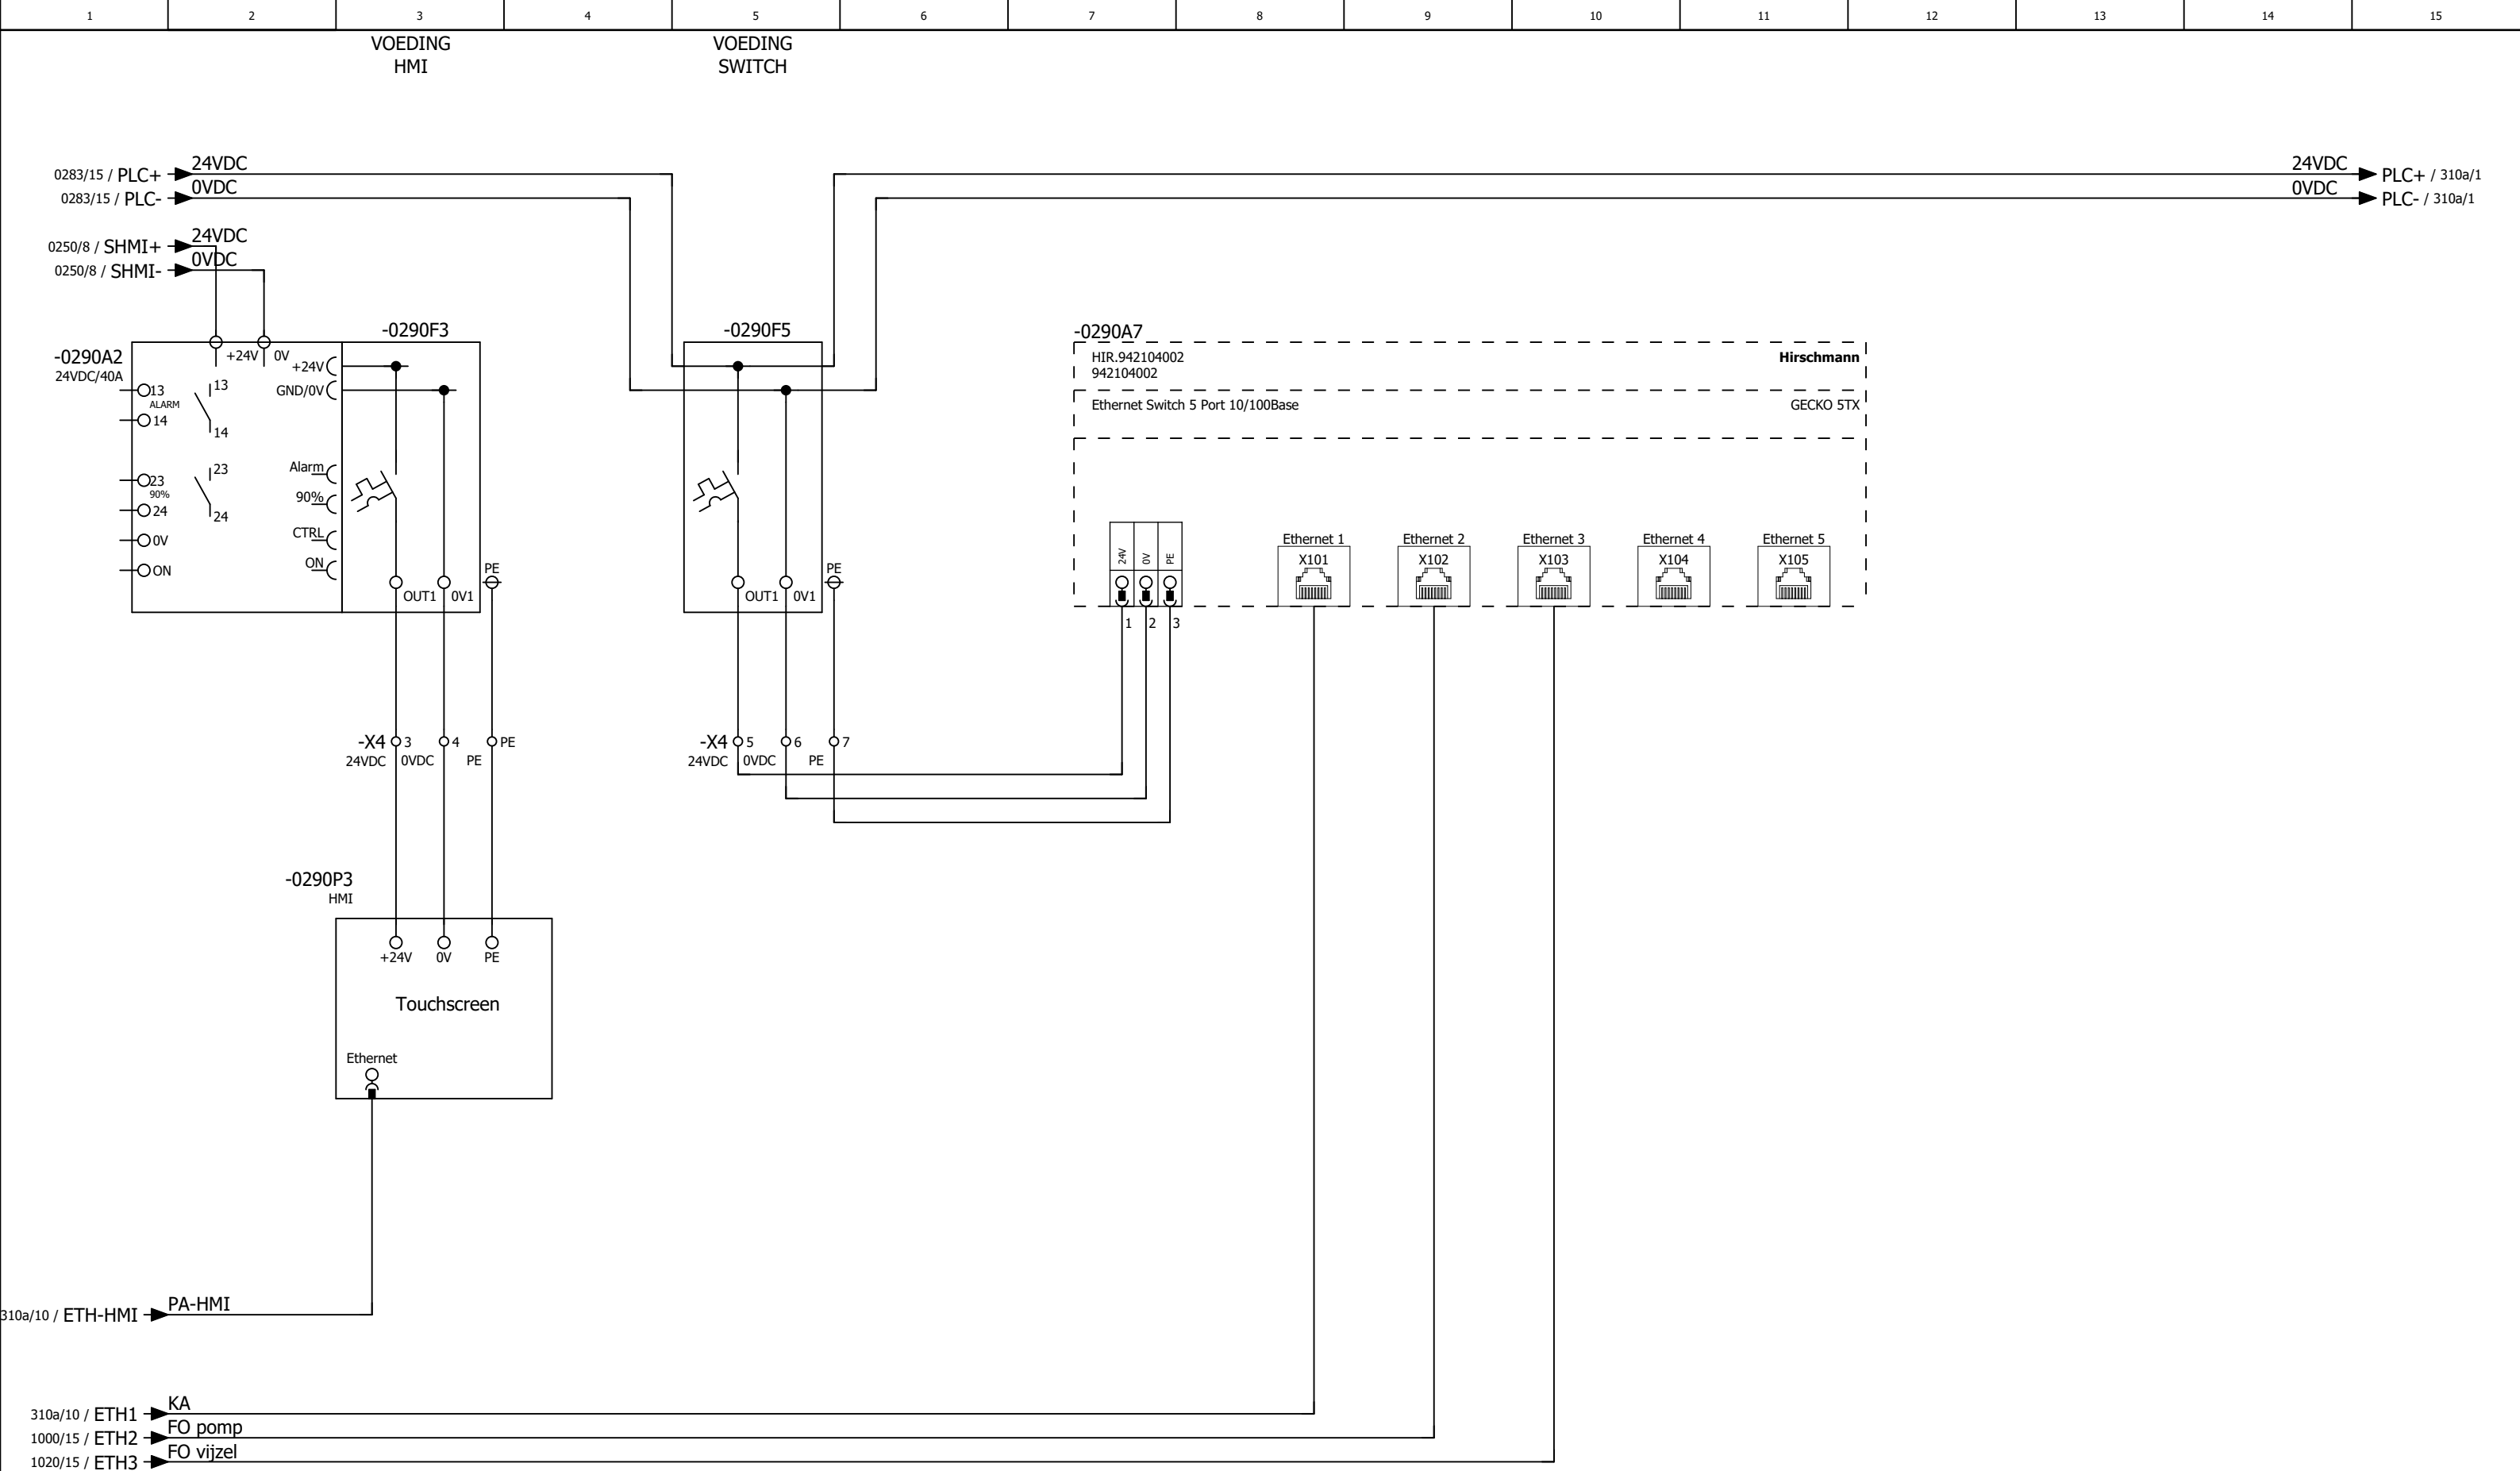 1 2 3 4 5 6 7 8 9 10 11 12 13 14 15
VOEDING
HMI
VOEDING
SWITCH
0283/15 / PLC+ 24VDC
0283/15 / PLC- 0VDC
24VDC PLC+ / 310a/1
0VDC PLC- / 310a/1
0250/8 / SHMI+ 24VDC
0250/8 / SHMI- 0VDC
-0290A2
24VDC/40A
+24V 0V
13
ALARM
14
23
90%
24
0V
ON
13
14
23
24
+24V
GND/0V
Alarm
90%
CTRL
ON
-0290F3
OUT1 0V1
PE
-0290F5
OUT1 0V1
PE
-0290A7
HIR.942104002
942104002
Hirschmann
Ethernet Switch 5 Port 10/100Base
GECKO 5TX
24V 0V PE
1 2 3
Ethernet 1
X101
Ethernet 2
X102
Ethernet 3
X103
Ethernet 4
X104
Ethernet 5
X105
-X4 3 4 PE
24VDC 0VDC PE
-X4 5 6 7
24VDC 0VDC PE
-0290P3
HMI
+24V 0V PE
Touchscreen
Ethernet
310a/10 / ETH-HMI PA-HMI
310a/10 / ETH1 KA
1000/15 / ETH2 FO pomp
1020/15 / ETH3 FO vijzel